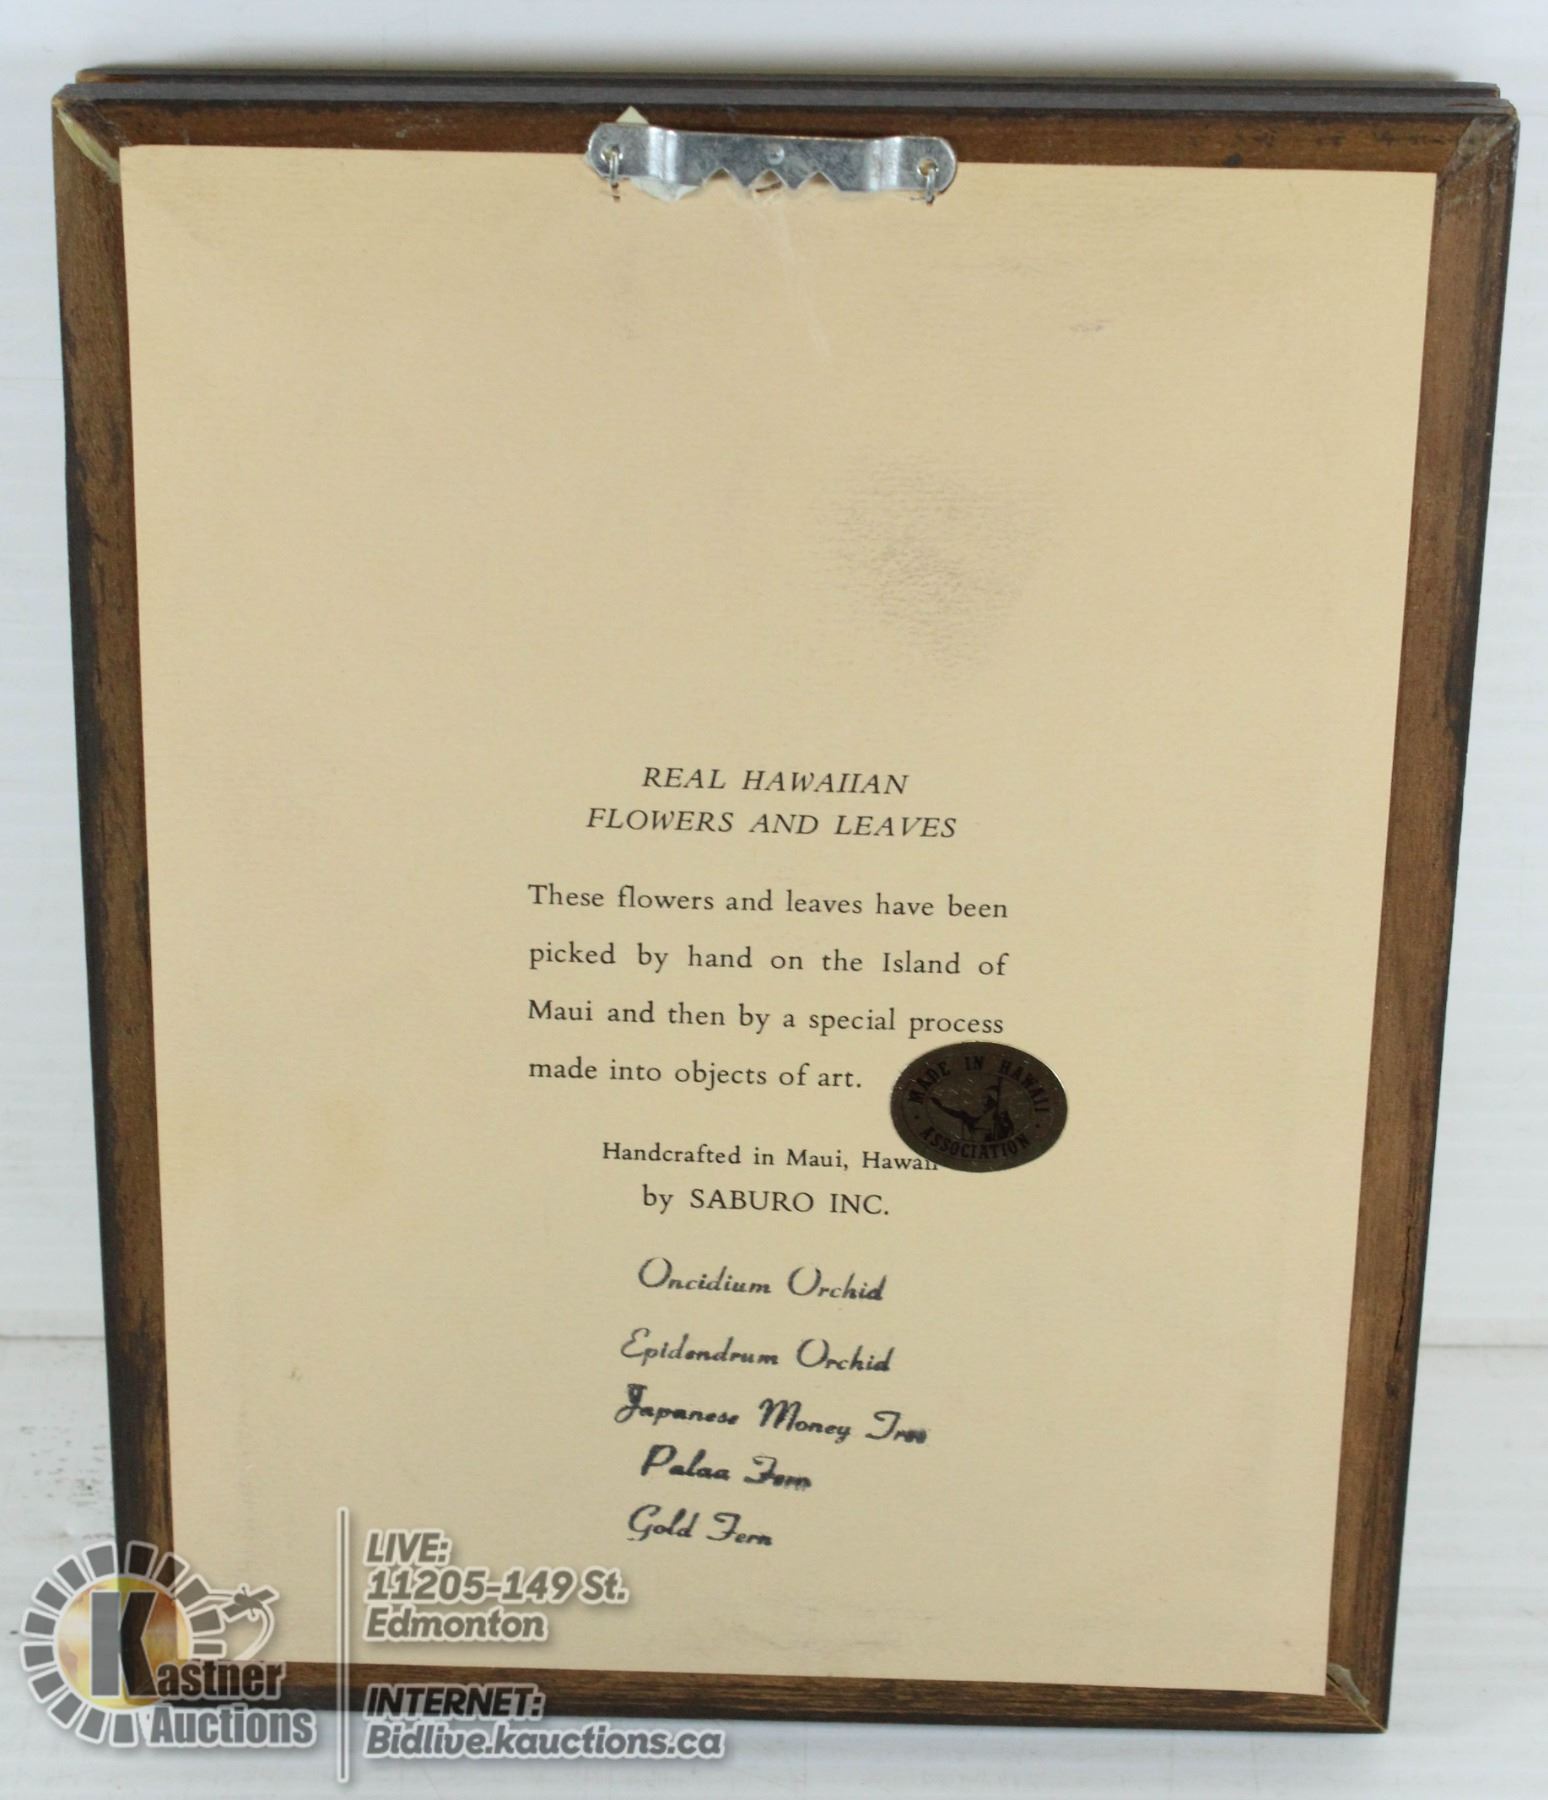 REAL HAWAIIAN
FLOWERS AND LEAVES
These flowers and leaves have been
picked by hand on the Island of
Maui and then by a special process
made into objects of art.
MADE IN HAWAII
ASSOCIATION
Handcrafted in Maui, Hawaii
by SABURO INC.
Oncidium Orchid
Epidendrum Orchid
Japanese Money Tree
Palaa Fern
Gold Fern
Kastner
Auctions
LIVE:
11205-149 St.
Edmonton
INTERNET:
Bidlive.kauctions.ca